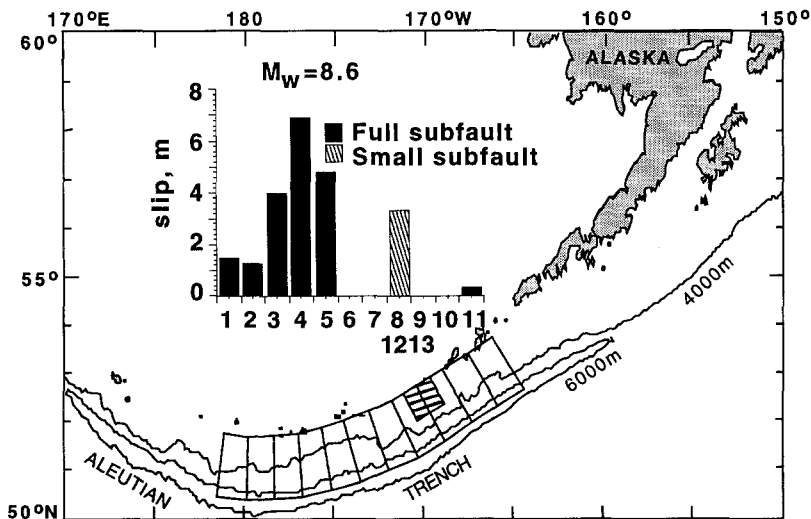 170°E 180° 170°W 160° 150°
60°
ALASKA
Mw=8.6
8
Full subfault
Small subfault
6
slip, m
4
2
0
55°
1 2 3 4 5 6 7 8 9 10 11
1213
4000m
6000m
ALEUTIAN
TRENCH
50°N